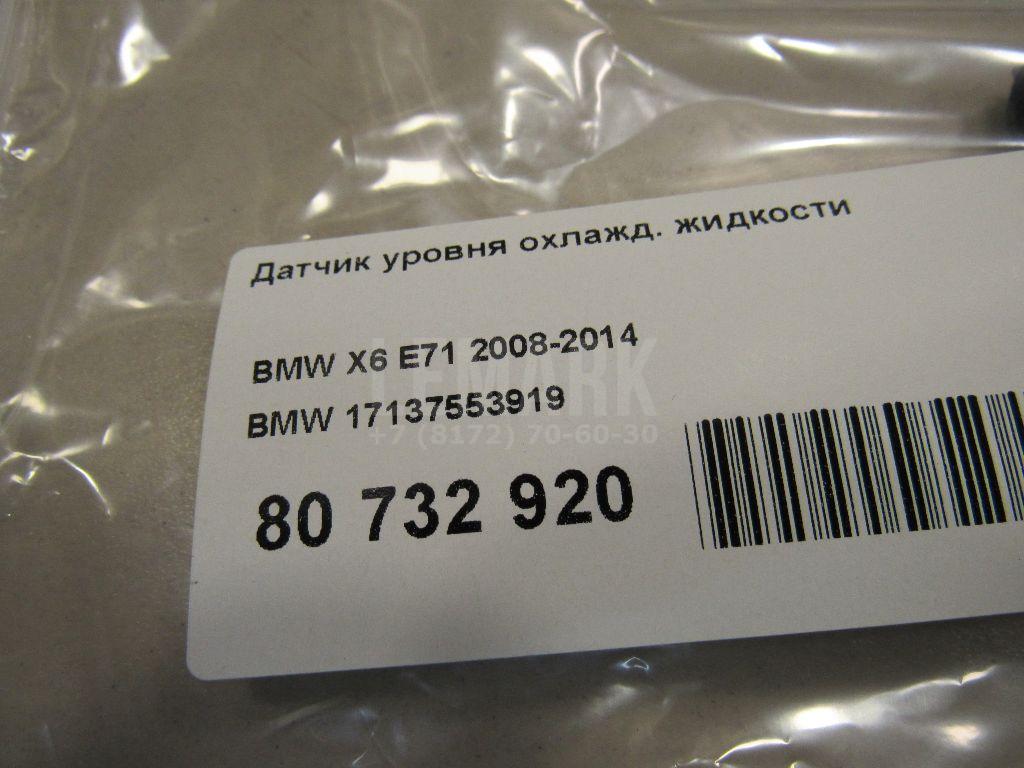 Датчик уровня охлажд. жидкости
BMW X6 E71 2008-2014
BMW 17137553919
LEMARK
+7 (8172) 70-60-30
80 732 920